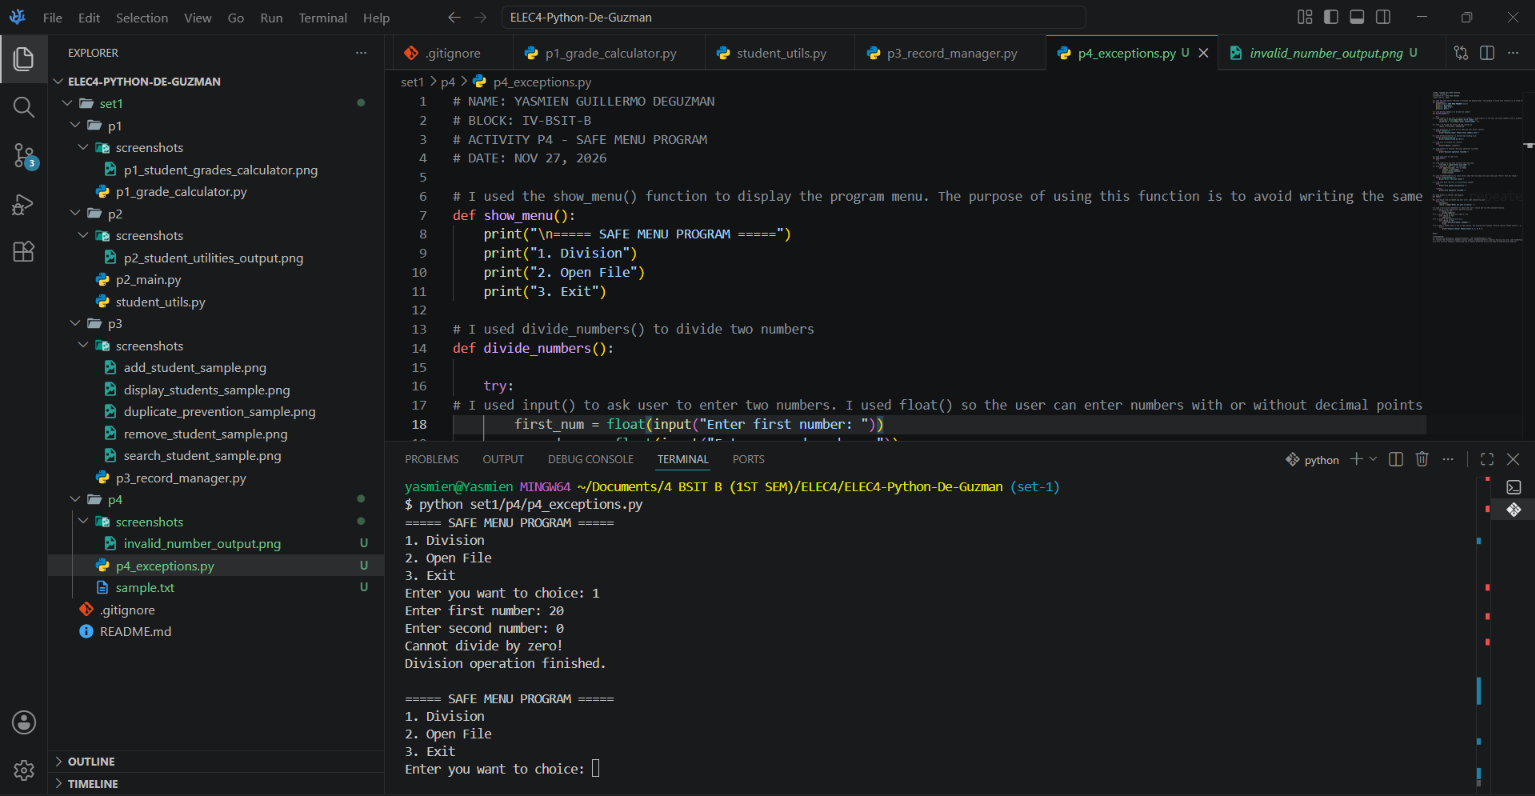 File Edit Selection View Go Run Terminal Help
ELEC4-Python-De-Guzman
EXPLORER
ELEC4-PYTHON-DE-GUZMAN
set1
p1
screenshots
p1_student_grades_calculator.png
p1_grade_calculator.py
p2
screenshots
p2_student_utilities_output.png
p2_main.py
student_utils.py
p3
screenshots
add_student_sample.png
display_students_sample.png
duplicate_prevention_sample.png
remove_student_sample.png
search_student_sample.png
p3_record_manager.py
p4
screenshots
invalid_number_output.png U
p4_exceptions.py U
sample.txt U
.gitignore
README.md
OUTLINE
TIMELINE
3
.gitignore p1_grade_calculator.py student_utils.py p3_record_manager.py p4_exceptions.py U invalid_number_output.png U
set1 > p4 > p4_exceptions.py
1 # NAME: YASMIEN GUILLERMO DEGUZMAN
2 # BLOCK: IV-BSIT-B
3 # ACTIVITY P4 - SAFE MENU PROGRAM
4 # DATE: NOV 27, 2026
5
6 # I used the show_menu() function to display the program menu. The purpose of using this function is to avoid writing the same
7 def show_menu():
8 print("\n===== SAFE MENU PROGRAM =====")
9 print("1. Division")
10 print("2. Open File")
11 print("3. Exit")
12
13 # I used divide_numbers() to divide two numbers
14 def divide_numbers():
15
16 try:
17 # I used input() to ask user to enter two numbers. I used float() so the user can enter numbers with or without decimal points
18 first_num = float(input("Enter first number: "))
PROBLEMS OUTPUT DEBUG CONSOLE TERMINAL PORTS
python
yasmien@Yasmien MINGW64 ~/Documents/4 BSIT B (1ST SEM)/ELEC4/ELEC4-Python-De-Guzman (set-1)
$ python set1/p4/p4_exceptions.py
===== SAFE MENU PROGRAM =====
1. Division
2. Open File
3. Exit
Enter you want to choice: 1
Enter first number: 20
Enter second number: 0
Cannot divide by zero!
Division operation finished.

===== SAFE MENU PROGRAM =====
1. Division
2. Open File
3. Exit
Enter you want to choice: